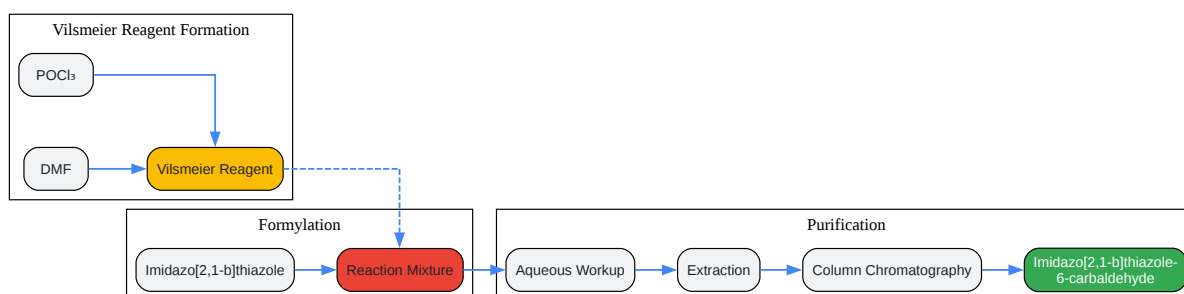 Vilsmeier Reagent Formation
POCl₃
DMF
Vilsmeier Reagent
Formylation
Imidazo[2,1-b]thiazole
Reaction Mixture
Purification
Aqueous Workup
Extraction
Column Chromatography
Imidazo[2,1-b]thiazole-
6-carbaldehyde